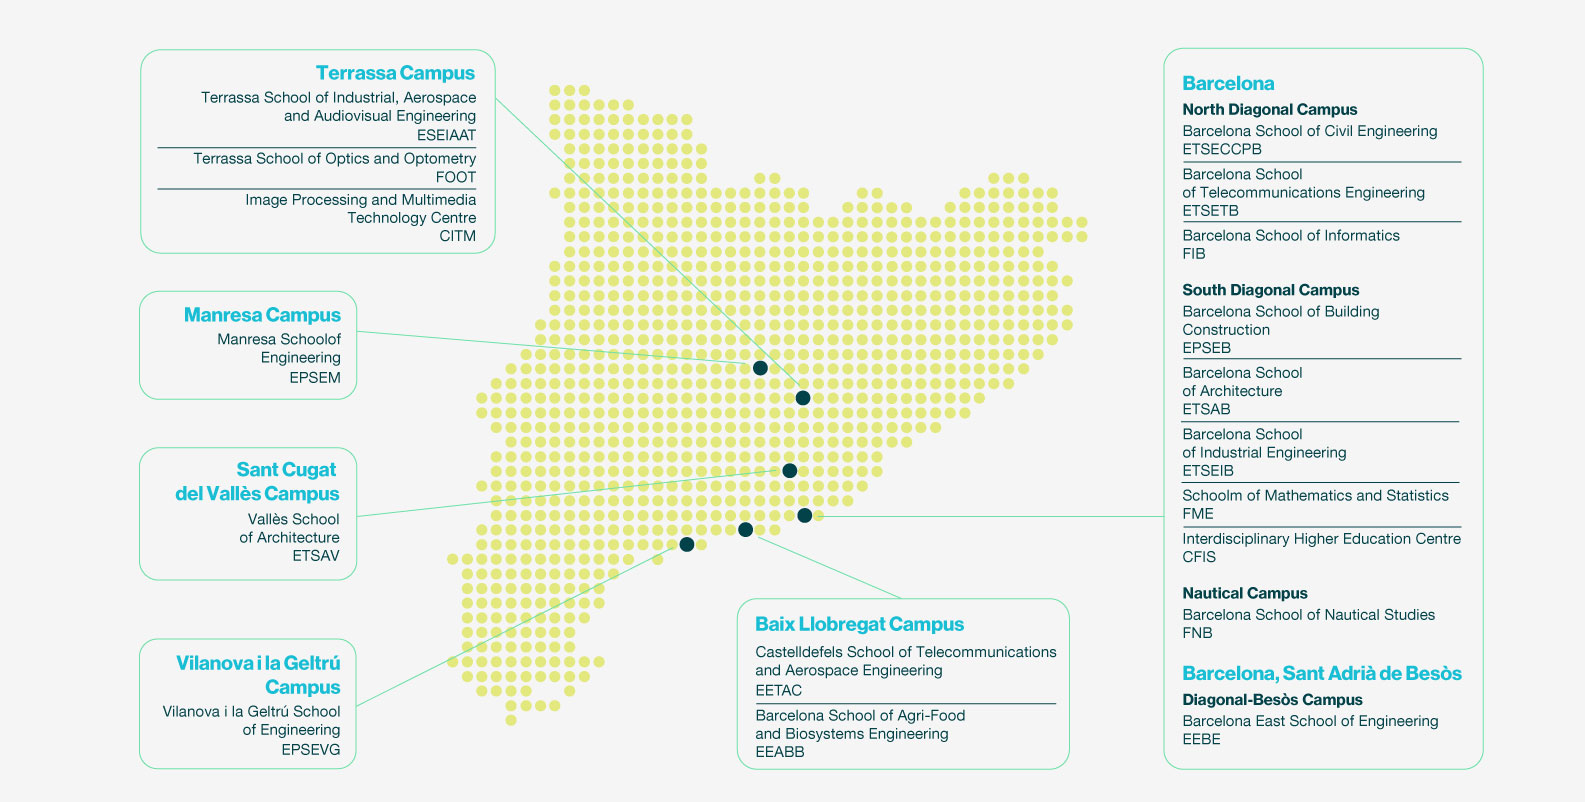 Terrassa Campus
Terrassa School of Industrial, Aerospace
and Audiovisual Engineering
ESEIAAT
Terrassa School of Optics and Optometry
FOOT
Image Processing and Multimedia
Technology Centre
CITM
Manresa Campus
Manresa Schoolof
Engineering
EPSEM
Sant Cugat
del Vallès Campus
Vallès School
of Architecture
ETSAV
Vilanova i la Geltrú
Campus
Vilanova i la Geltrú School
of Engineering
EPSEVG
Baix Llobregat Campus
Castelldefels School of Telecommunications
and Aerospace Engineering
EETAC
Barcelona School of Agri-Food
and Biosystems Engineering
EEABB
Barcelona
North Diagonal Campus
Barcelona School of Civil Engineering
ETSECCPB
Barcelona School
of Telecommunications Engineering
ETSETB
Barcelona School of Informatics
FIB
South Diagonal Campus
Barcelona School of Building
Construction
EPSEB
Barcelona School
of Architecture
ETSAB
Barcelona School
of Industrial Engineering
ETSEIB
Schoolm of Mathematics and Statistics
FME
Interdisciplinary Higher Education Centre
CFIS
Nautical Campus
Barcelona School of Nautical Studies
FNB
Barcelona, Sant Adrià de Besòs
Diagonal-Besòs Campus
Barcelona East School of Engineering
EEBE